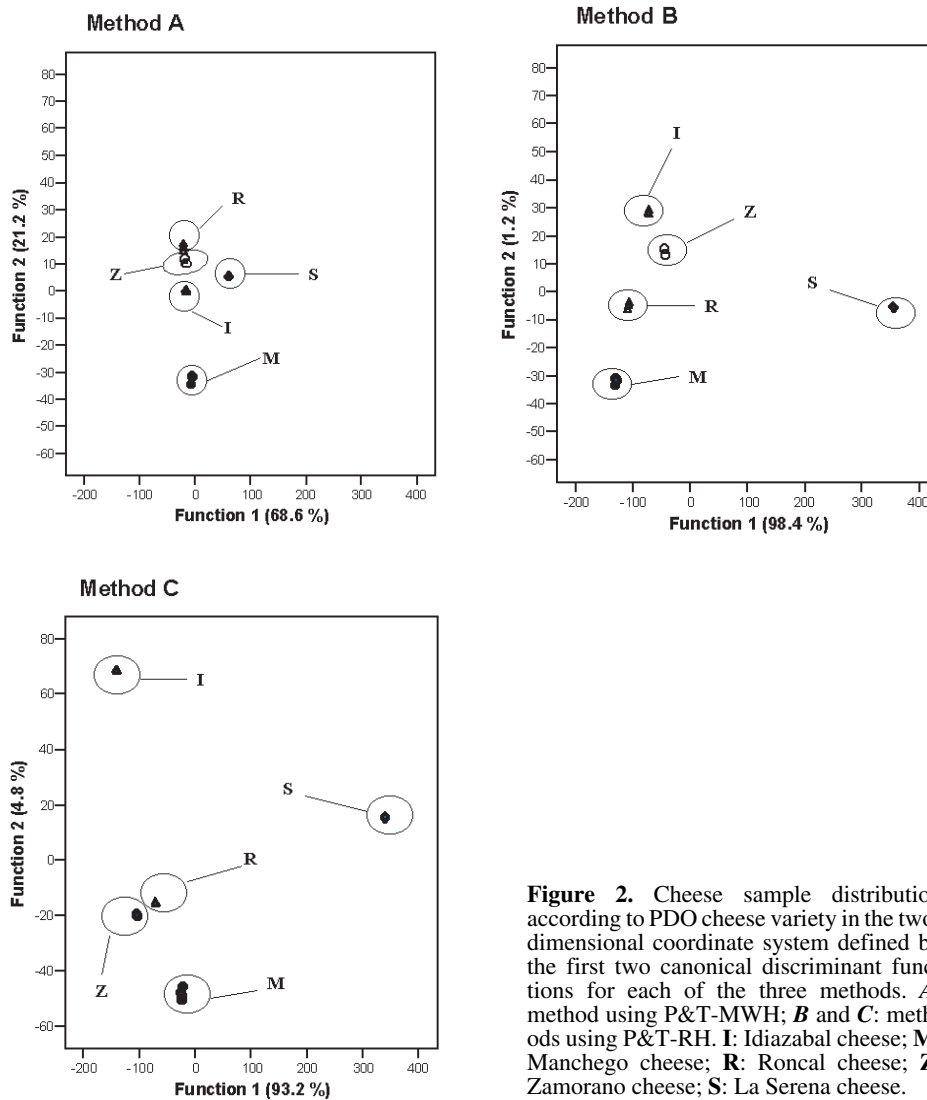 Method A
80
70
60
50
40
30
20
10
0
-10
-20
-30
-40
-50
-60
Function 2 (21.2 %)
R
Z
S
I
M
-200 -100 0 100 200 300 400
Function 1 (68.6 %)
Method B
80
70
60
50
40
30
20
10
0
-10
-20
-30
-40
-50
-60
Function 2 (1.2 %)
I
Z
S
R
M
-200 -100 0 100 200 300 400
Function 1 (98.4 %)
Method C
80
60
40
20
0
-20
-40
-60
Function 2 (4.8 %)
I
S
R
Z
M
-200 -100 0 100 200 300 400
Function 1 (93.2 %)
Figure 2. Cheese sample distributio
according to PDO cheese variety in the two
dimensional coordinate system defined b
the first two canonical discriminant func
tions for each of the three methods. A
method using P&T-MWH; B and C: meth
ods using P&T-RH. I: Idiazabal cheese; M
Manchego cheese; R: Roncal cheese; Z
Zamorano cheese; S: La Serena cheese.